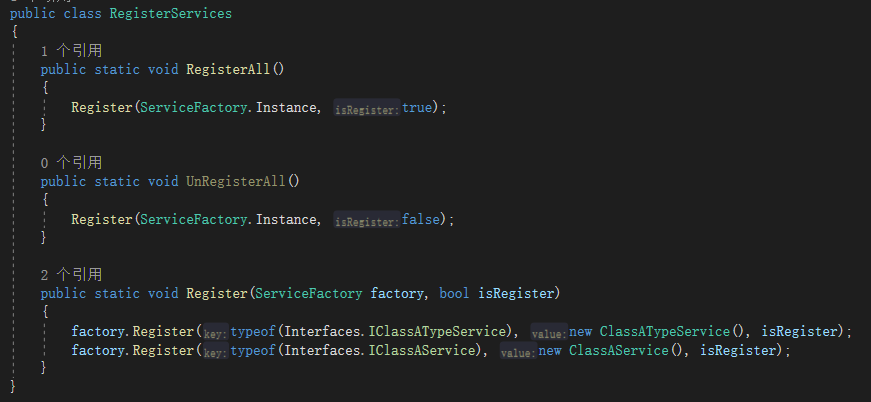 public class RegisterServices
{
1 个引用
public static void RegisterAll()
{
Register(ServiceFactory.Instance, isRegister:true);
}
0 个引用
public static void UnRegisterAll()
{
Register(ServiceFactory.Instance, isRegister:false);
}
2 个引用
public static void Register(ServiceFactory factory, bool isRegister)
{
factory.Register(key:typeof(Interfaces.IClassATypeService), value:new ClassATypeService(), isRegister);
factory.Register(key:typeof(Interfaces.IClassAService), value:new ClassAService(), isRegister);
}
}